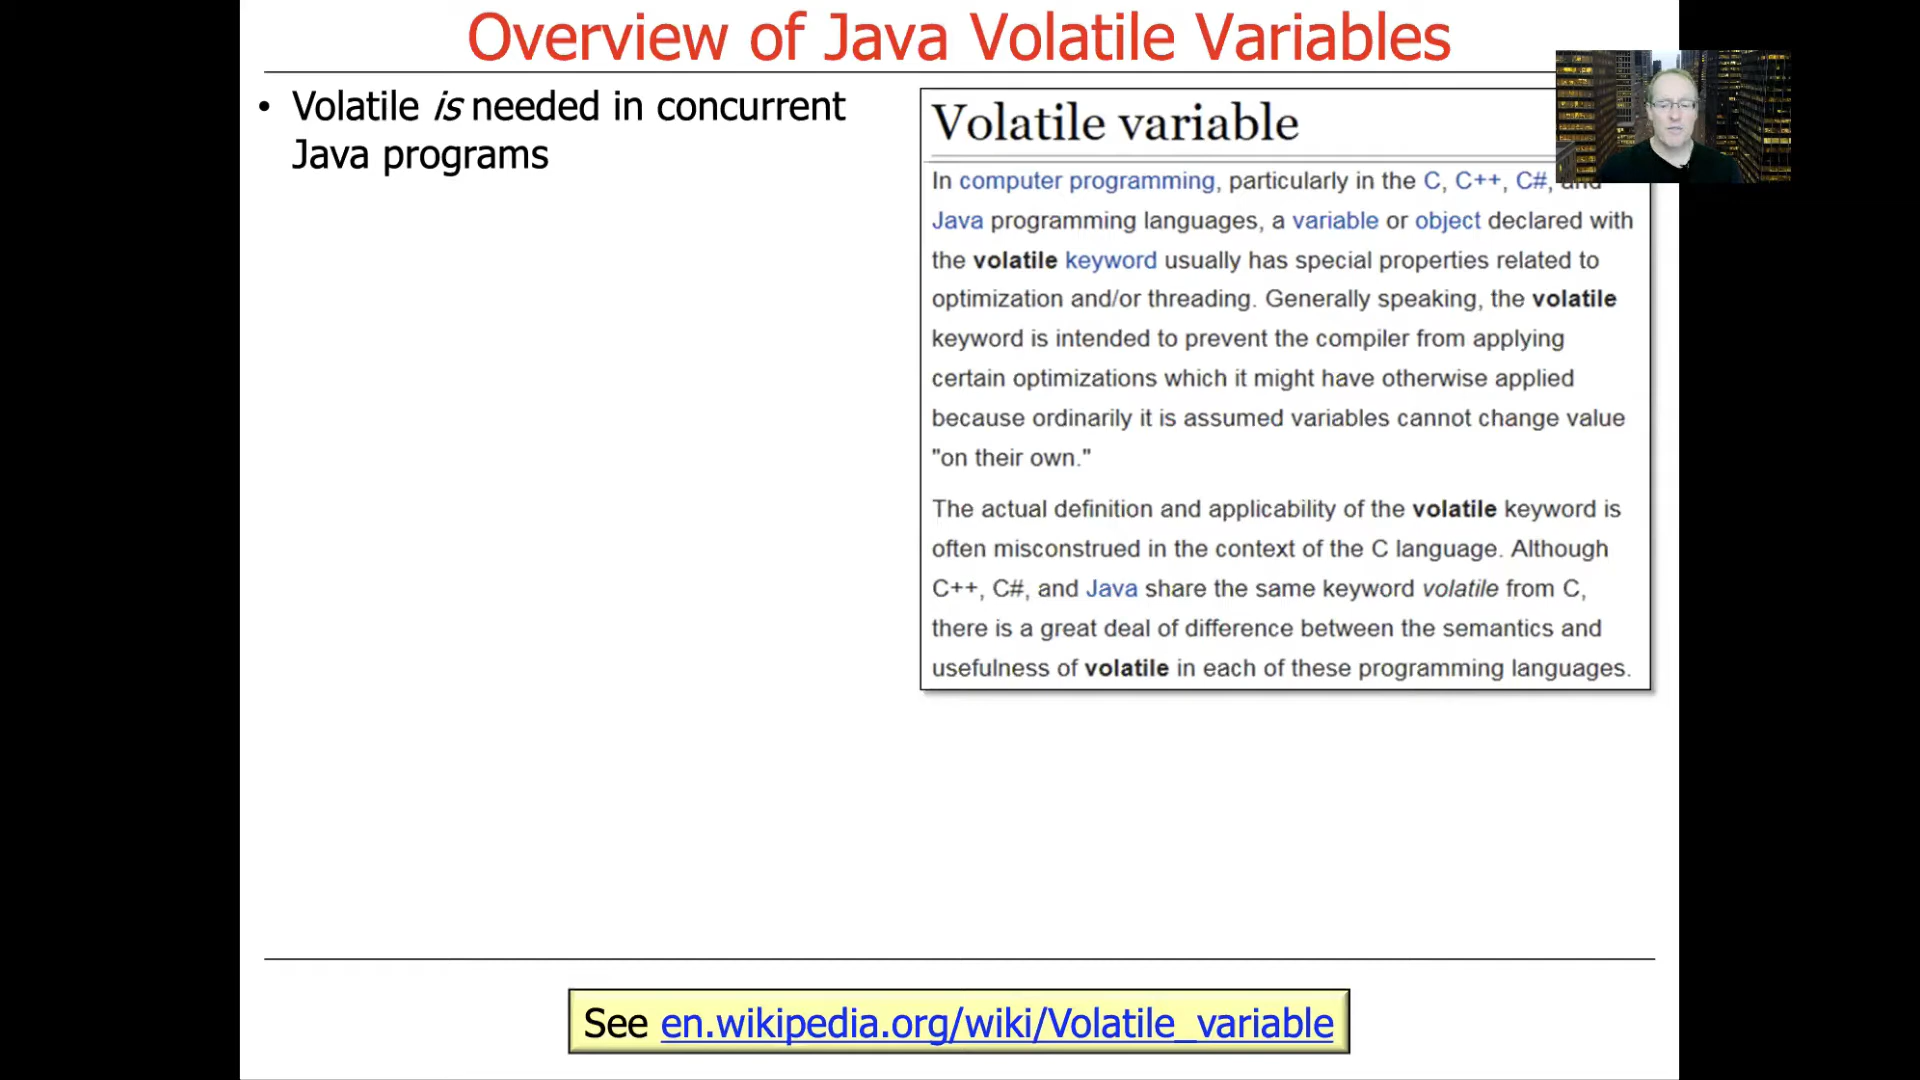 Overview of Java Volatile Variables
• Volatile is needed in concurrent
Java programs
Volatile variable
In computer programming, particularly in the C, C++, C#, and
Java programming languages, a variable or object declared with
the volatile keyword usually has special properties related to
optimization and/or threading. Generally speaking, the volatile
keyword is intended to prevent the compiler from applying
certain optimizations which it might have otherwise applied
because ordinarily it is assumed variables cannot change value
"on their own."
The actual definition and applicability of the volatile keyword is
often misconstrued in the context of the C language. Although
C++, C#, and Java share the same keyword volatile from C,
there is a great deal of difference between the semantics and
usefulness of volatile in each of these programming languages.
See en.wikipedia.org/wiki/Volatile_variable